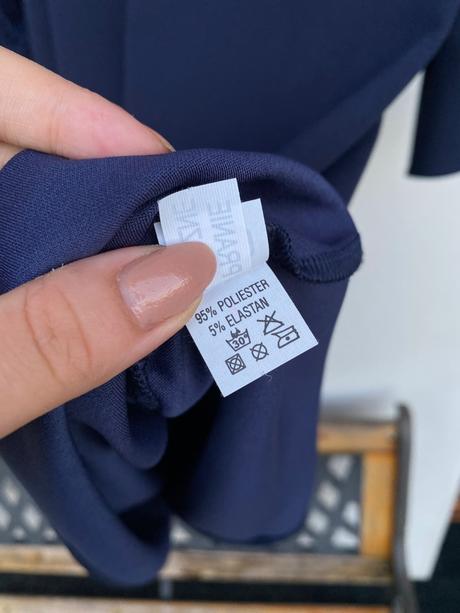 95% POLIESTER
5% ELASTAN
30°